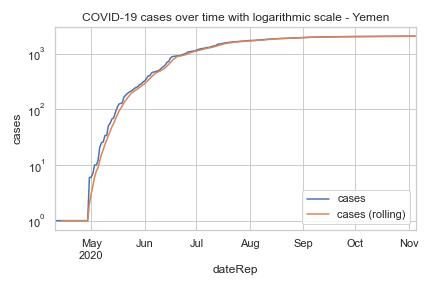 COVID-19 cases over time with logarithmic scale - Yemen
cases
10³
10²
10¹
10⁰
cases
cases (rolling)
May Jun Jul Aug Sep Oct Nov
2020
dateRep